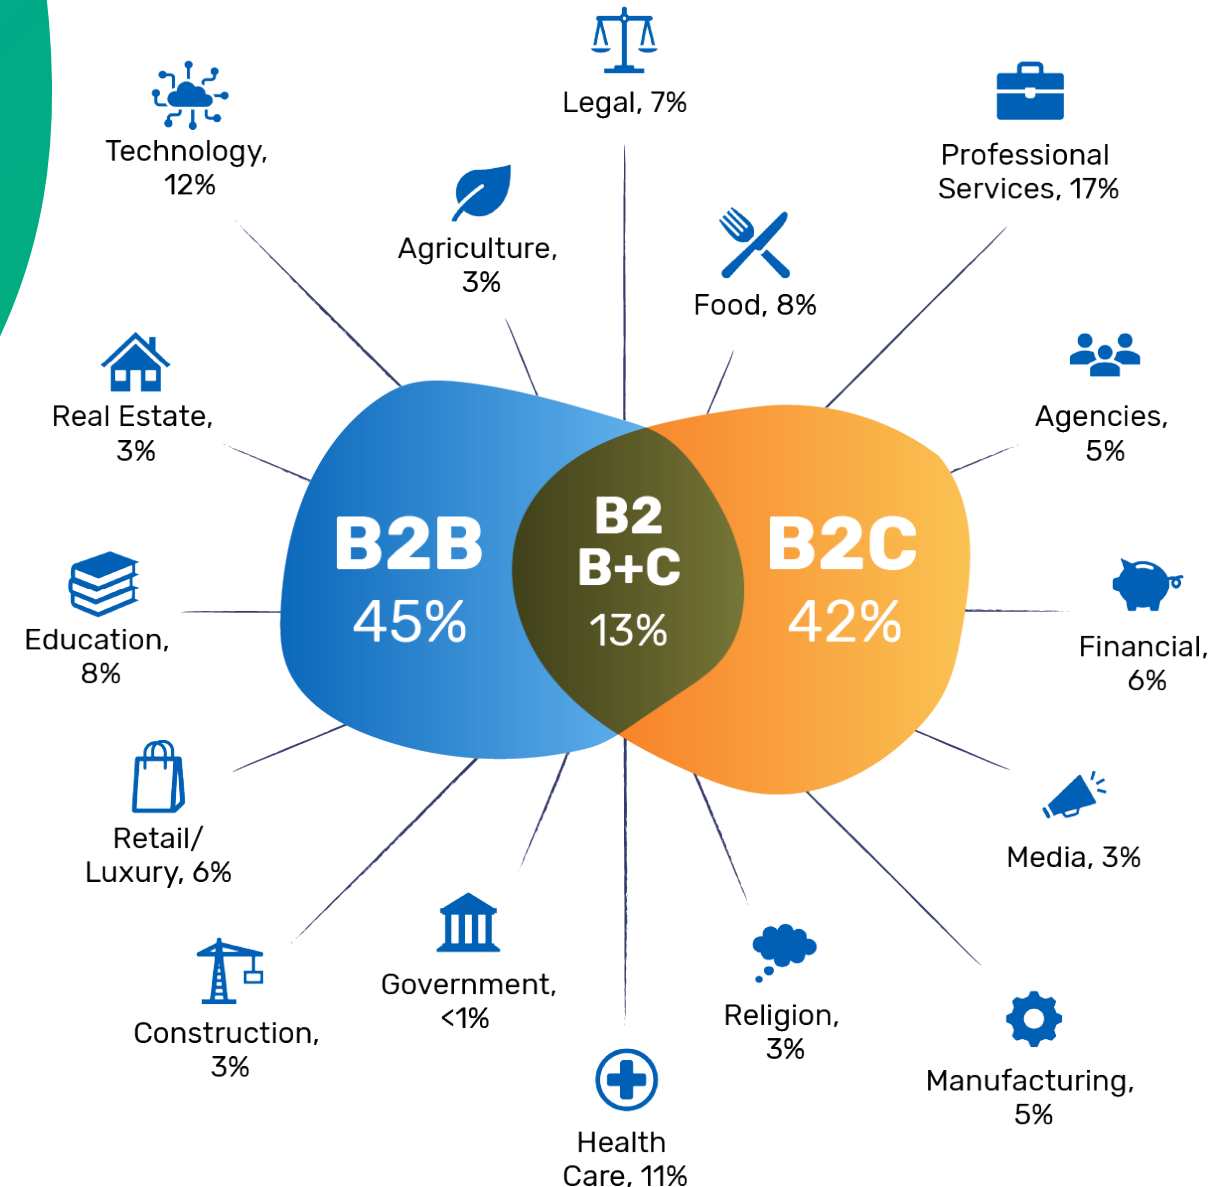 Legal, 7%
Technology,
12%
Professional
Services, 17%
Agriculture,
3%
Food, 8%
Real Estate,
3%
Agencies,
5%
B2B
45%
B2
B+C
13%
B2C
42%
Education,
8%
Financial,
6%
Retail/
Luxury, 6%
Media, 3%
Construction,
3%
Government,
<1%
Religion,
3%
Manufacturing,
5%
Health
Care, 11%